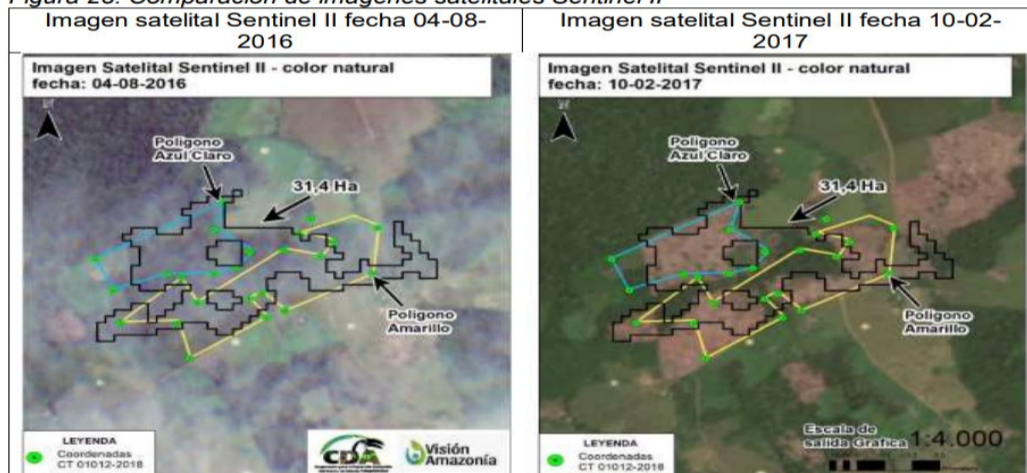 Figura 28. Comparación de imágenes satelitales Sentinel II
Imagen satelital Sentinel II fecha 04-08-
2016
Imagen satelital Sentinel II fecha 10-02-
2017
Imagen Satelital Sentinel II - color natural
fecha: 04-08-2016
Poligono
Azul Claro
31,4 Ha
Poligono
Amarillo
LEYENDA
Coordenadas
CT 01012-2018
CDA
Visión
Amazonía
Imagen Satelital Sentinel II - color natural
fecha: 10-02-2017
Poligono
Azul Claro
31,4 Ha
Poligono
Amarillo
LEYENDA
Coordenadas
CT 01012-2018
Escala de
salida Gráfica 1:4.000